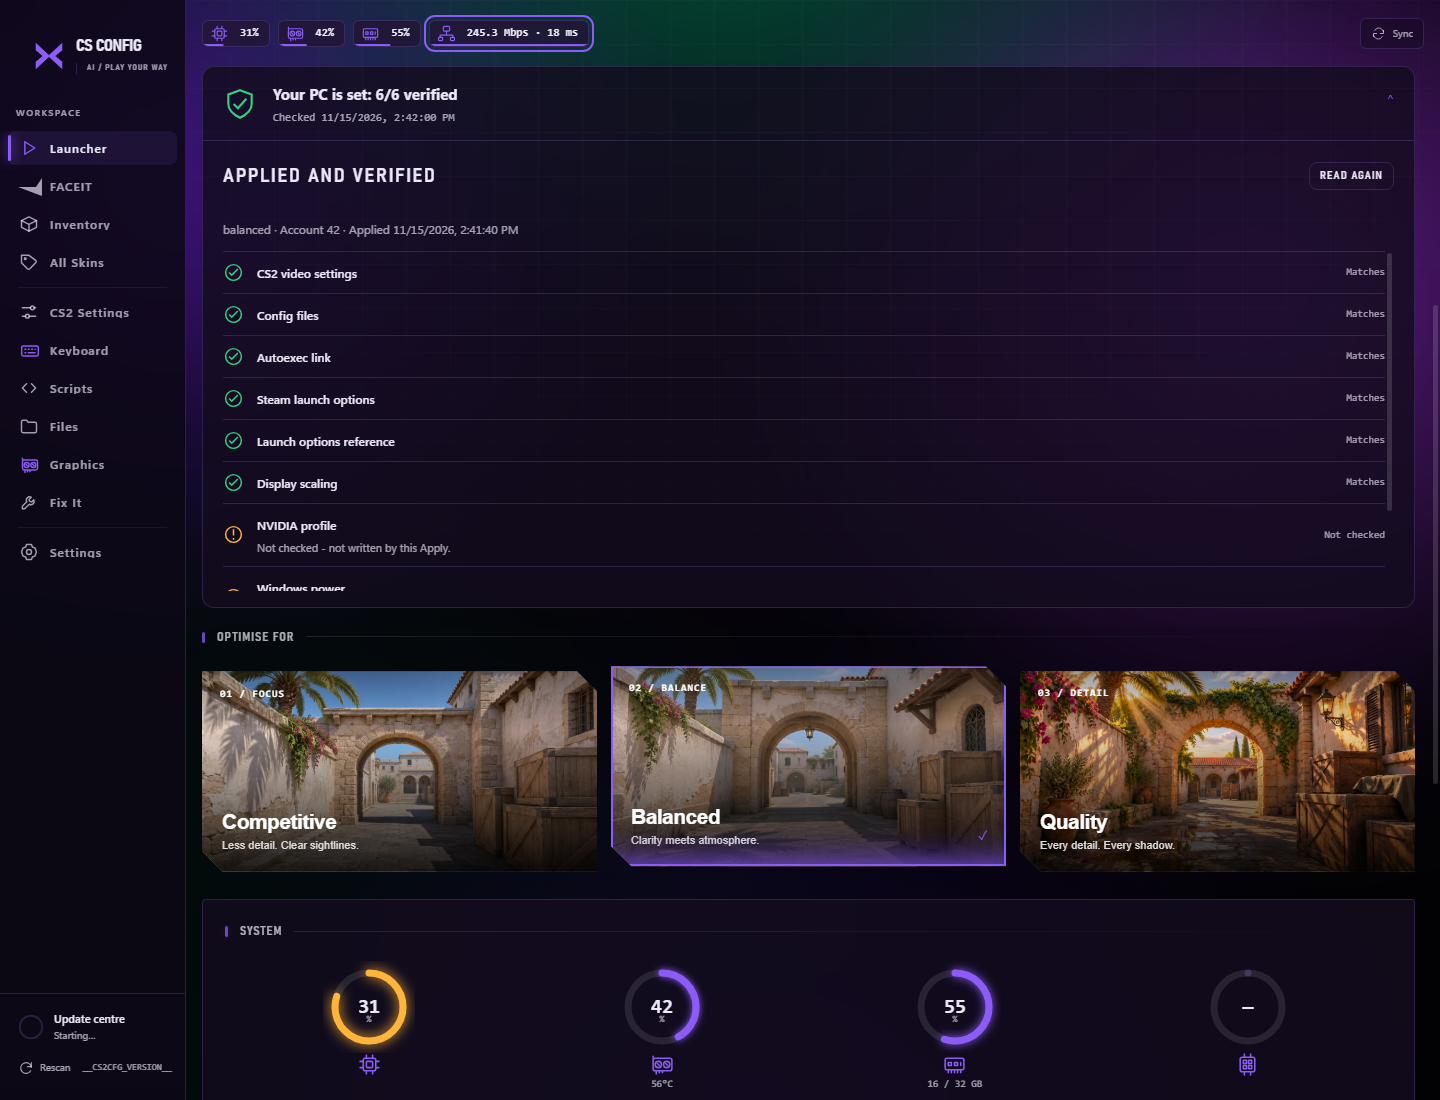 CS CONFIG
AI / PLAY YOUR WAY
WORKSPACE
Launcher
FACEIT
Inventory
All Skins
CS2 Settings
Keyboard
Scripts
Files
Graphics
Fix It
Settings
Update centre
Starting...
Rescan
__CS2CFG_VERSION__
31%
42%
55%
245.3 Mbps · 18 ms
Sync
Your PC is set: 6/6 verified
Checked 11/15/2026, 2:42:00 PM
APPLIED AND VERIFIED
READ AGAIN
balanced · Account 42 · Applied 11/15/2026, 2:41:40 PM
CS2 video settings Matches
Config files Matches
Autoexec link Matches
Steam launch options Matches
Launch options reference Matches
Display scaling Matches
NVIDIA profile
Not checked - not written by this Apply. Not checked
Windows power
OPTIMISE FOR
01 / FOCUS
Competitive
Less detail. Clear sightlines.
02 / BALANCE
Balanced
Clarity meets atmosphere.
03 / DETAIL
Quality
Every detail. Every shadow.
SYSTEM
31
%
42
%
56°C
55
%
16 / 32 GB
—